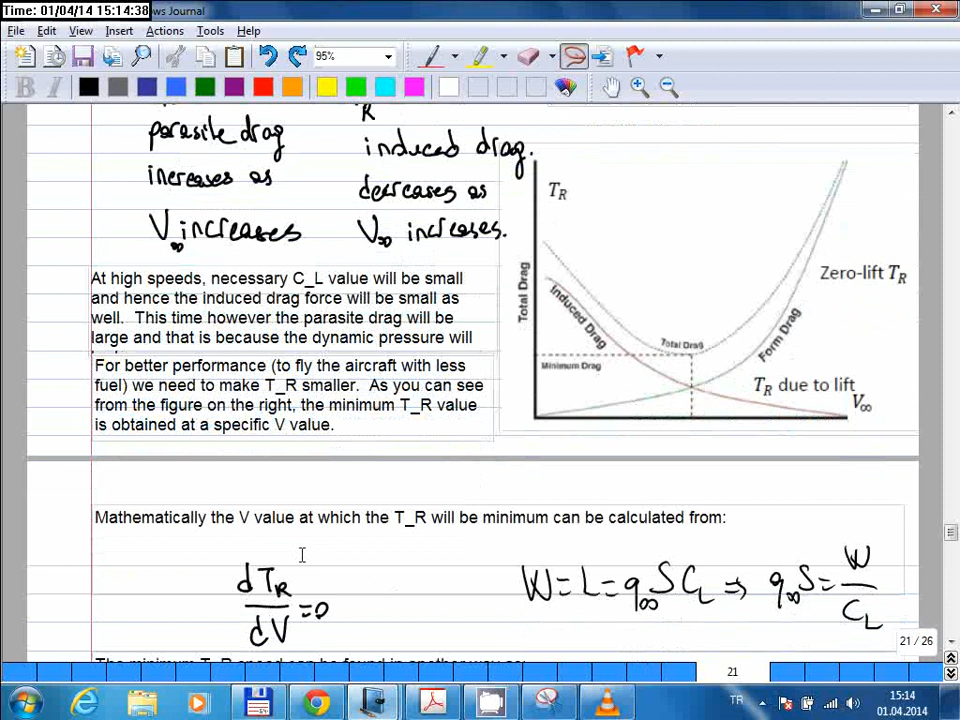 Time: 01/04/14 15:14:38
ows Journal
File Edit View Insert Actions Tools Help
95%
B I
R
parasite drag
increases as
V∞ increases
induced drag.
decreases as
V∞ increases.
At high speeds, necessary C_L value will be small
and hence the induced drag force will be small as
well. This time however the parasite drag will be
large and that is because the dynamic pressure will
For better performance (to fly the aircraft with less
fuel) we need to make T_R smaller. As you can see
from the figure on the right, the minimum T_R value
is obtained at a specific V value.
T_R
Total Drag
Induced Drag
Total Drag
Form Drag
Minimum Drag
Zero-lift T_R
T_R due to lift
V∞
Mathematically the V value at which the T_R will be minimum can be calculated from:
dT_R
/dV = 0
W = L = q∞ S C_L ⇒ q∞ S = W / C_L
21 / 26
21
TR
15:14
01.04.2014